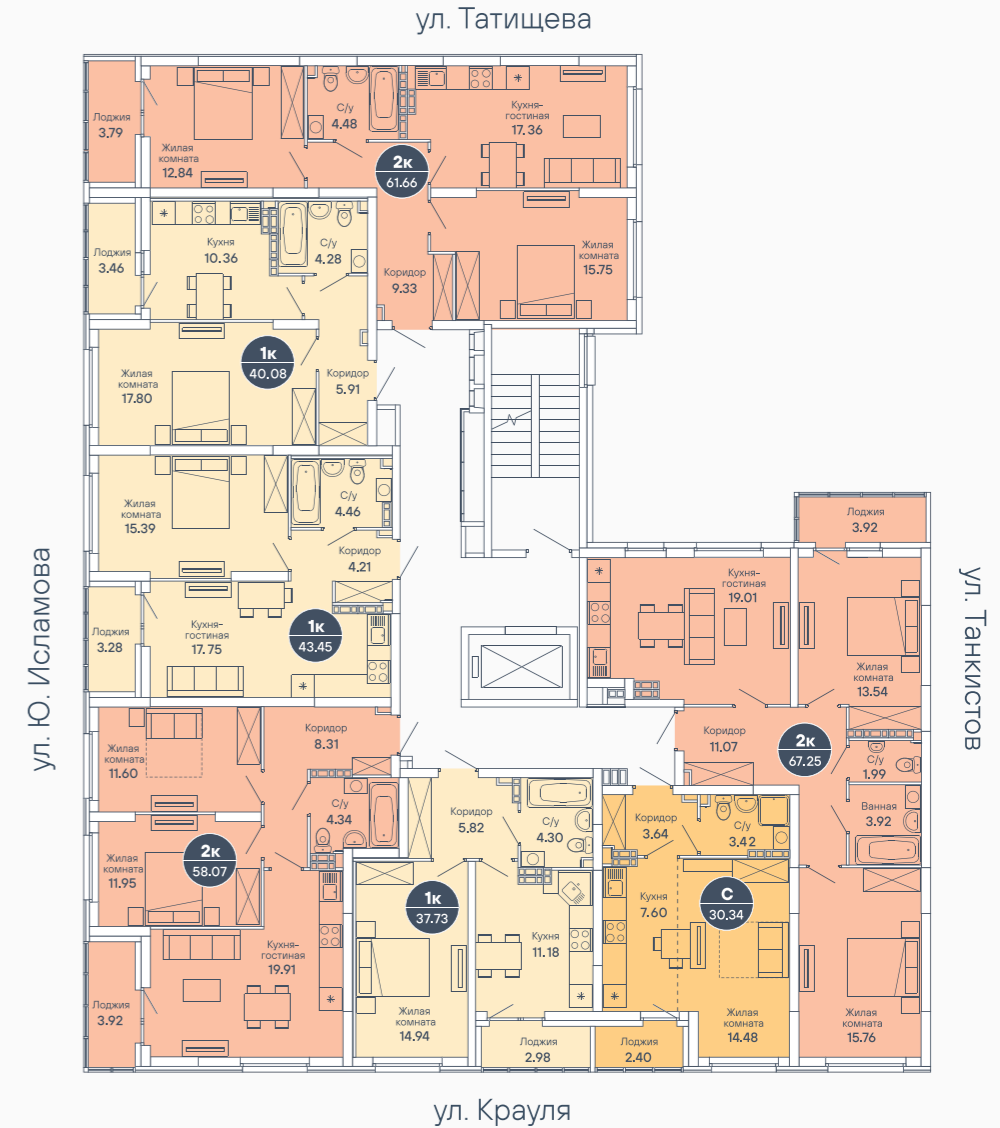 ул. Татищева
Лоджия
3.79
Жилая
комната
12.84
С/у
4.48
Кухня-
гостиная
17.36
2к
61.66
Коридор
9.33
Жилая
комната
15.75
Лоджия
3.46
Кухня
10.36
С/у
4.28
1к
40.08
Жилая
комната
17.80
Коридор
5.91
Жилая
комната
15.39
С/у
4.46
Коридор
4.21
Лоджия
3.28
Кухня-
гостиная
17.75
1к
43.45
ул. Ю. Исламова
Лоджия
3.92
Кухня-
гостиная
19.01
Жилая
комната
13.54
Коридор
11.07
2к
67.25
С/у
1.99
Ванная
3.92
Жилая
комната
15.76
ул. Танкистов
Жилая
комната
11.60
Коридор
8.31
С/у
4.34
2к
58.07
Жилая
комната
11.95
Кухня-
гостиная
19.91
Лоджия
3.92
Коридор
5.82
С/у
4.30
1к
37.73
Кухня
11.18
Жилая
комната
14.94
Лоджия
2.98
Коридор
3.64
С/у
3.42
Кухня
7.60
С
30.34
Жилая
комната
14.48
Лоджия
2.40
ул. Крауля